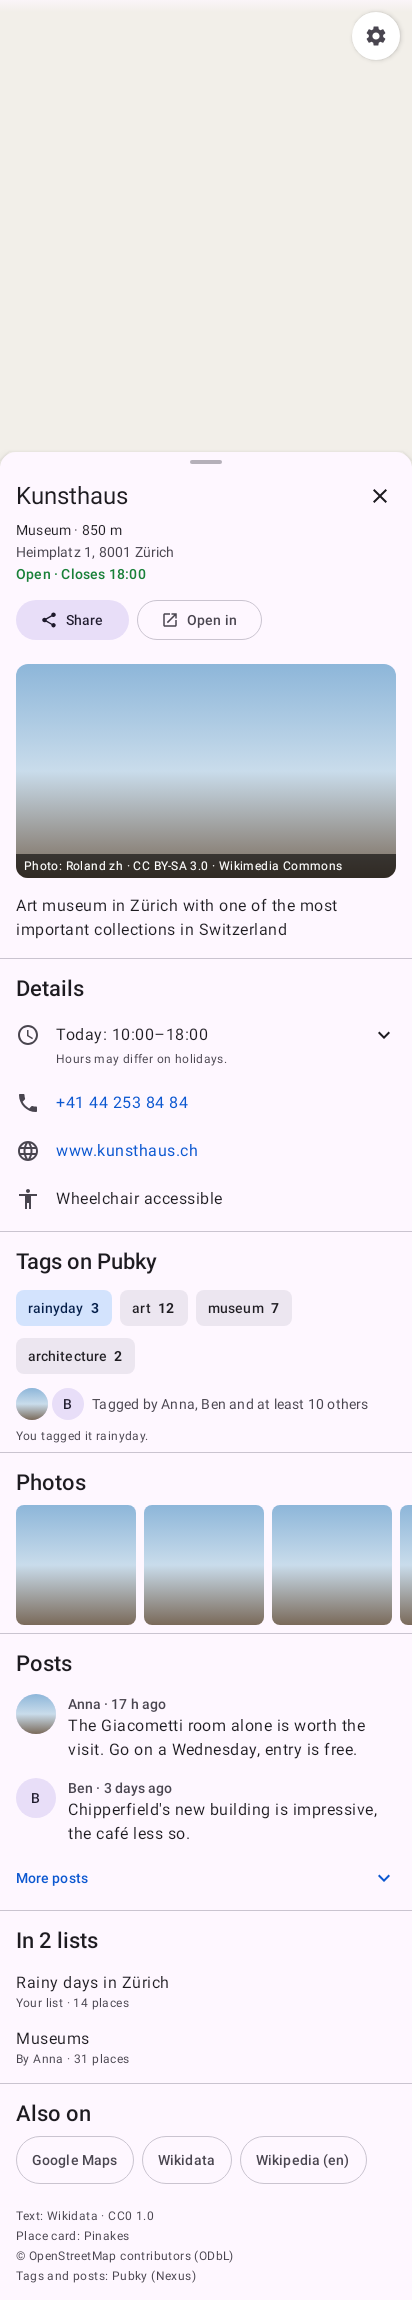 Kunsthaus
Museum · 850 m
Heimplatz 1, 8001 Zürich
Open · Closes 18:00
Share
Open in
Photo: Roland zh · CC BY-SA 3.0 · Wikimedia Commons
Art museum in Zürich with one of the most
important collections in Switzerland
Details
Today: 10:00–18:00
Hours may differ on holidays.
+41 44 253 84 84
www.kunsthaus.ch
Wheelchair accessible
Tags on Pubky
rainyday 3
art 12
museum 7
architecture 2
B
Tagged by Anna, Ben and at least 10 others
You tagged it rainyday.
Photos
Posts
Anna · 17 h ago
The Giacometti room alone is worth the
visit. Go on a Wednesday, entry is free.
B
Ben · 3 days ago
Chipperfield's new building is impressive,
the café less so.
More posts
In 2 lists
Rainy days in Zürich
Your list · 14 places
Museums
By Anna · 31 places
Also on
Google Maps
Wikidata
Wikipedia (en)
Text: Wikidata · CC0 1.0
Place card: Pinakes
© OpenStreetMap contributors (ODbL)
Tags and posts: Pubky (Nexus)